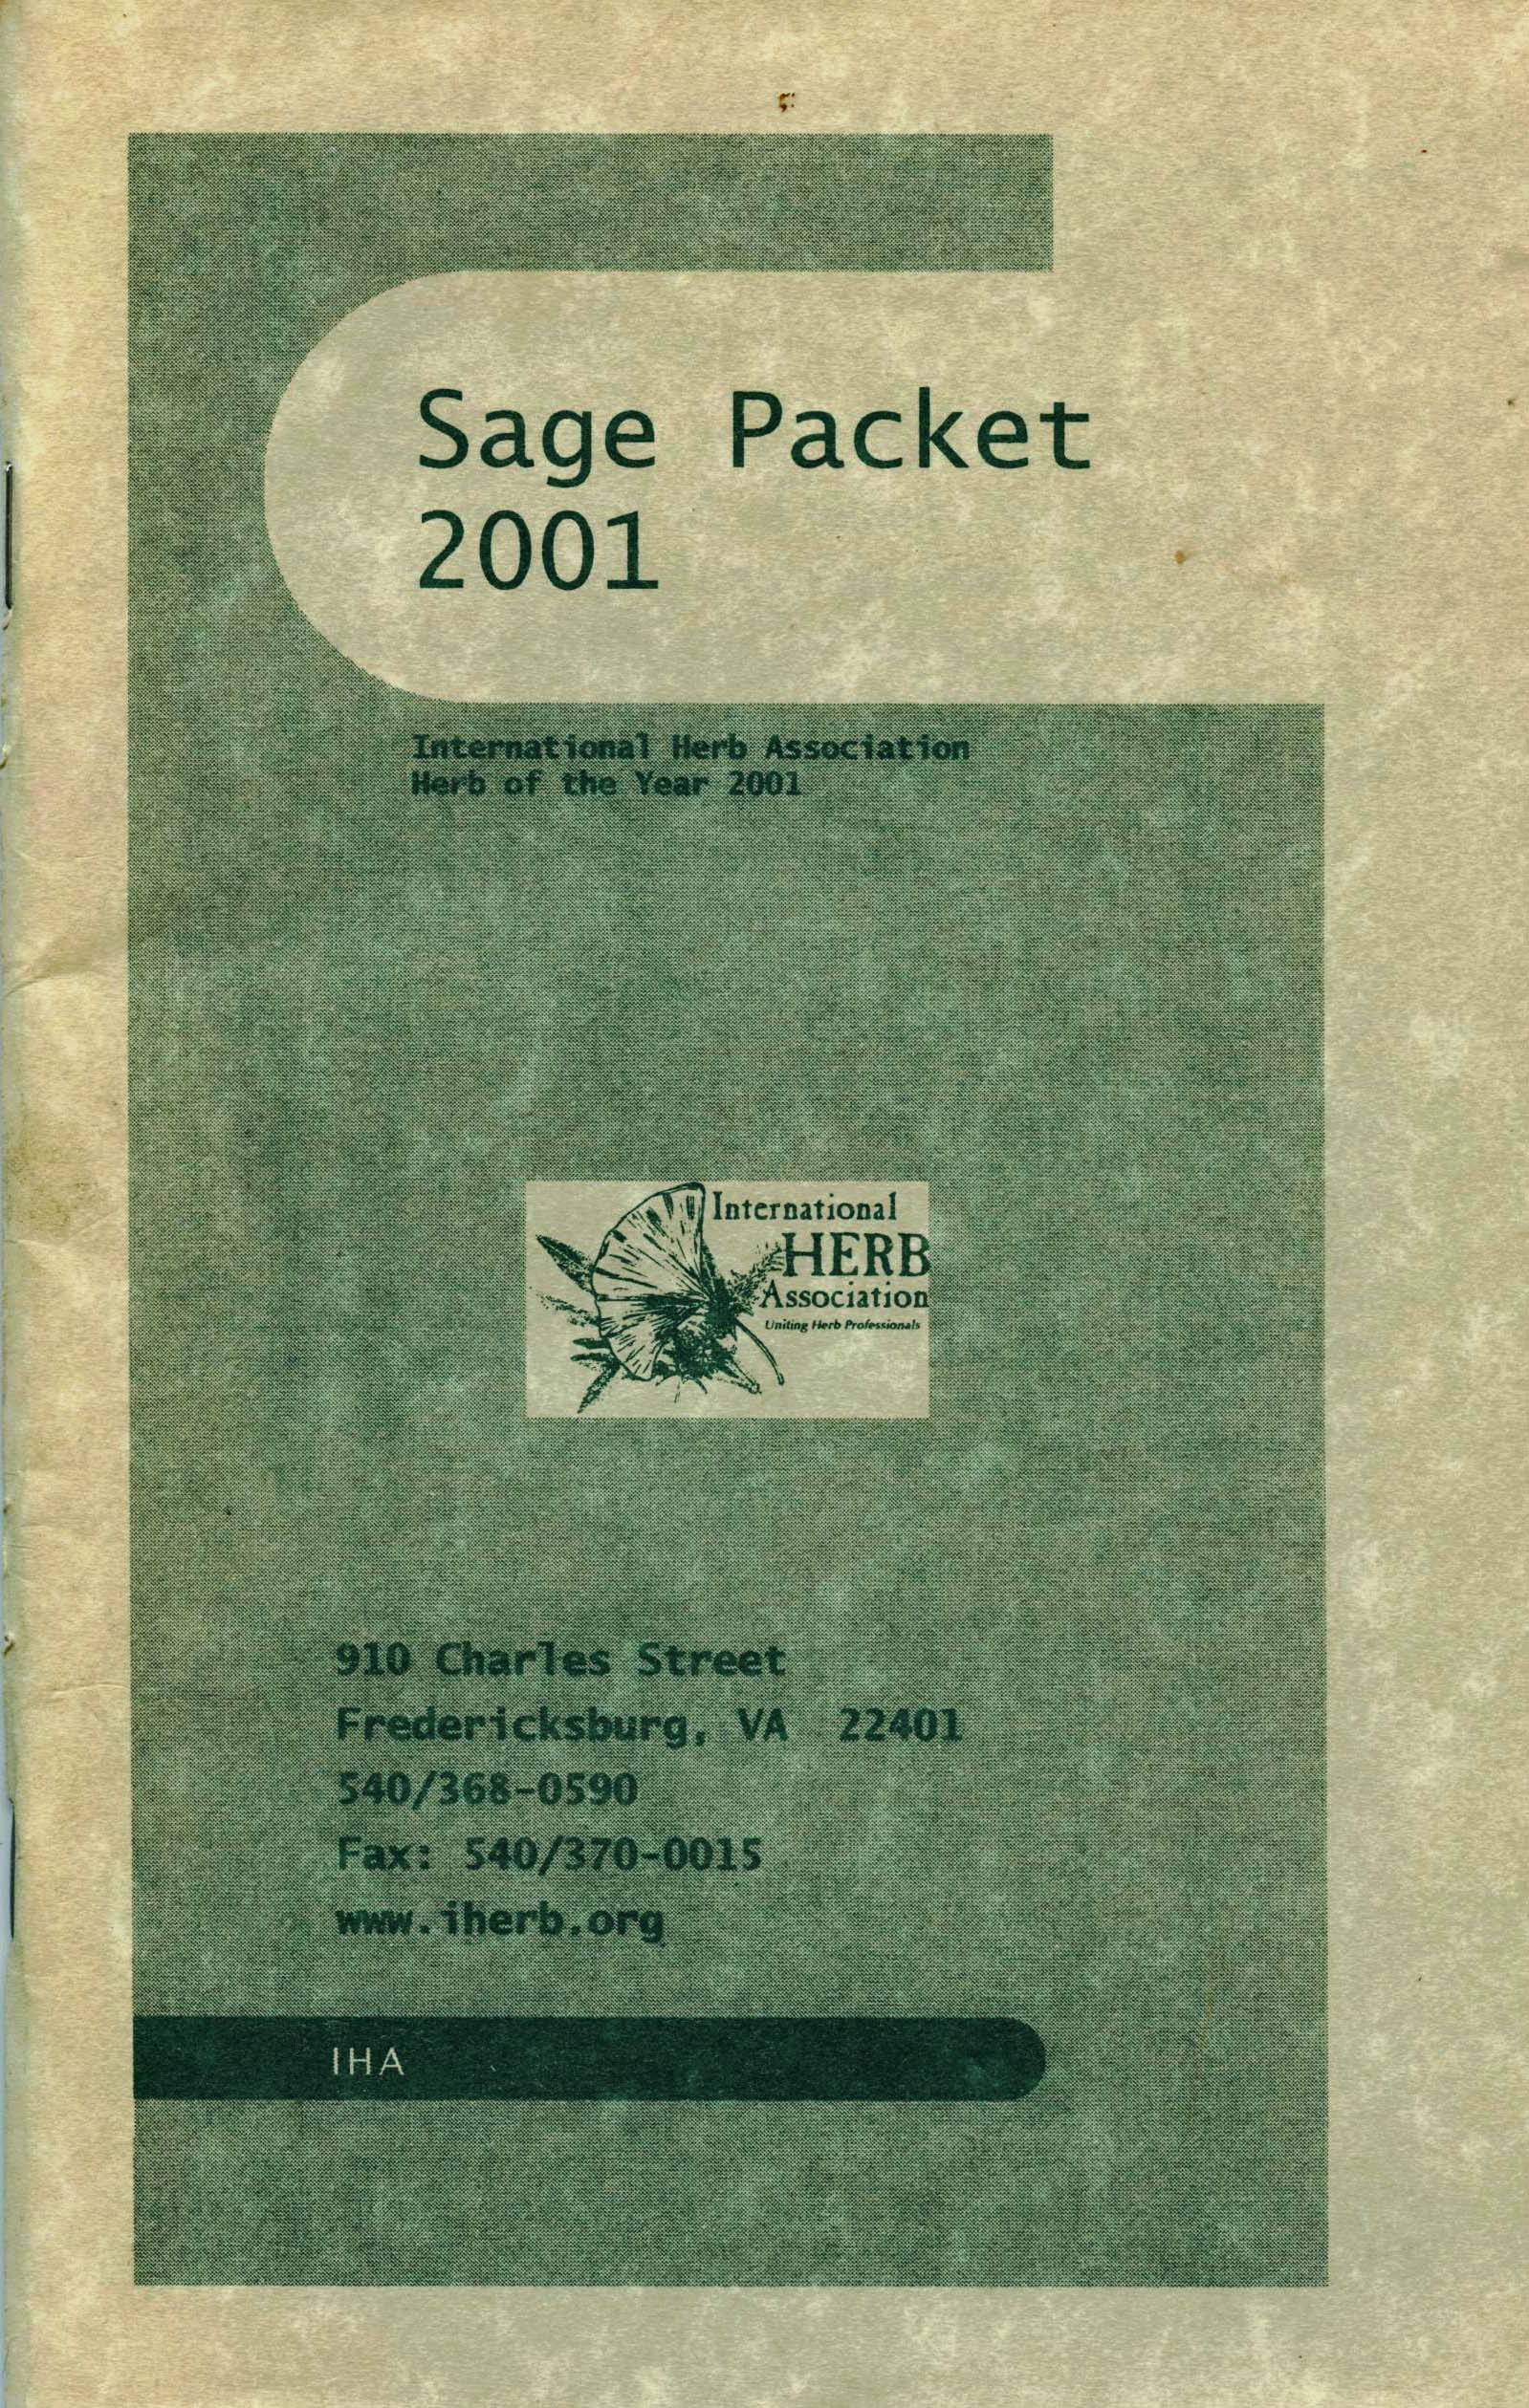 Sage Packet
2001
International Herb Association
Herb of the Year 2001
International
HERB
Association
Uniting Herb Professionals
910 Charles Street
Fredericksburg, VA 22401
540/368-0590
Fax: 540/370-0015
www.iherb.org
IHA